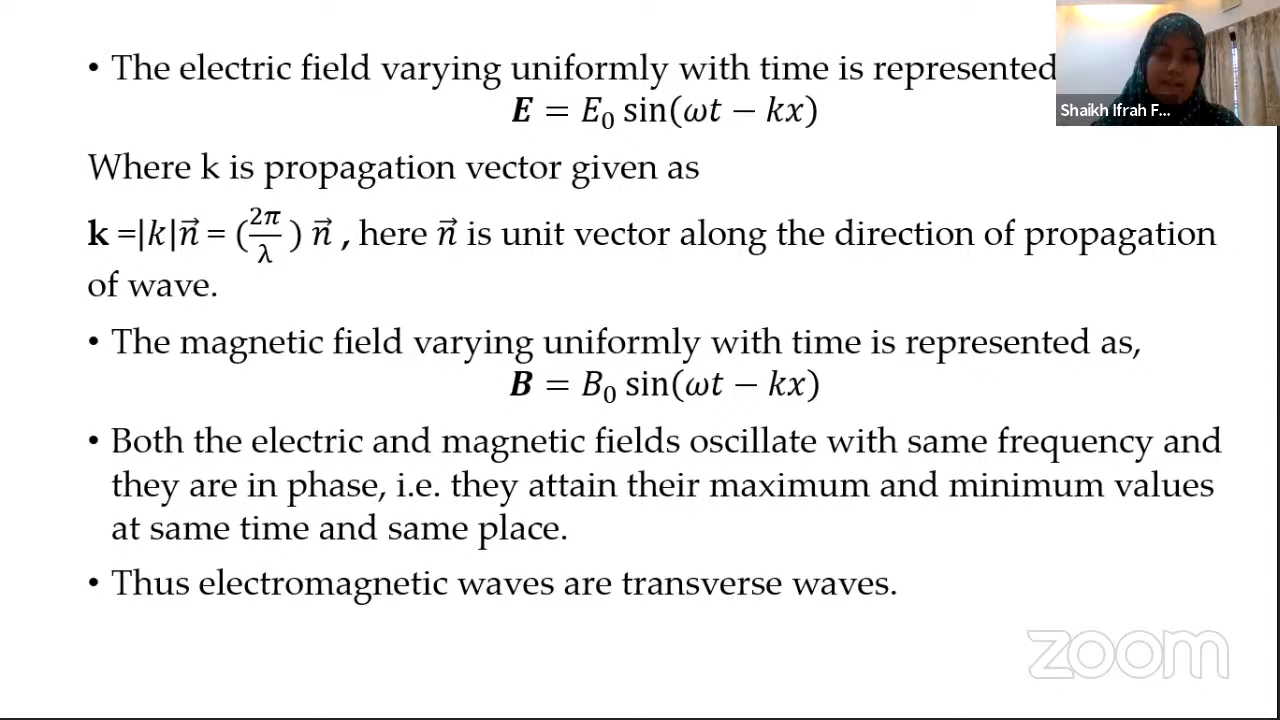 • The electric field varying uniformly with time is represented
E = E₀ sin(ωt − kx)
Shaikh Ifrah F...
Where k is propagation vector given as
k =|k|n⃗ = (2π/λ) n⃗ , here n⃗ is unit vector along the direction of propagation
of wave.
• The magnetic field varying uniformly with time is represented as,
B = B₀ sin(ωt − kx)
• Both the electric and magnetic fields oscillate with same frequency and
they are in phase, i.e. they attain their maximum and minimum values
at same time and same place.
• Thus electromagnetic waves are transverse waves.
zoom